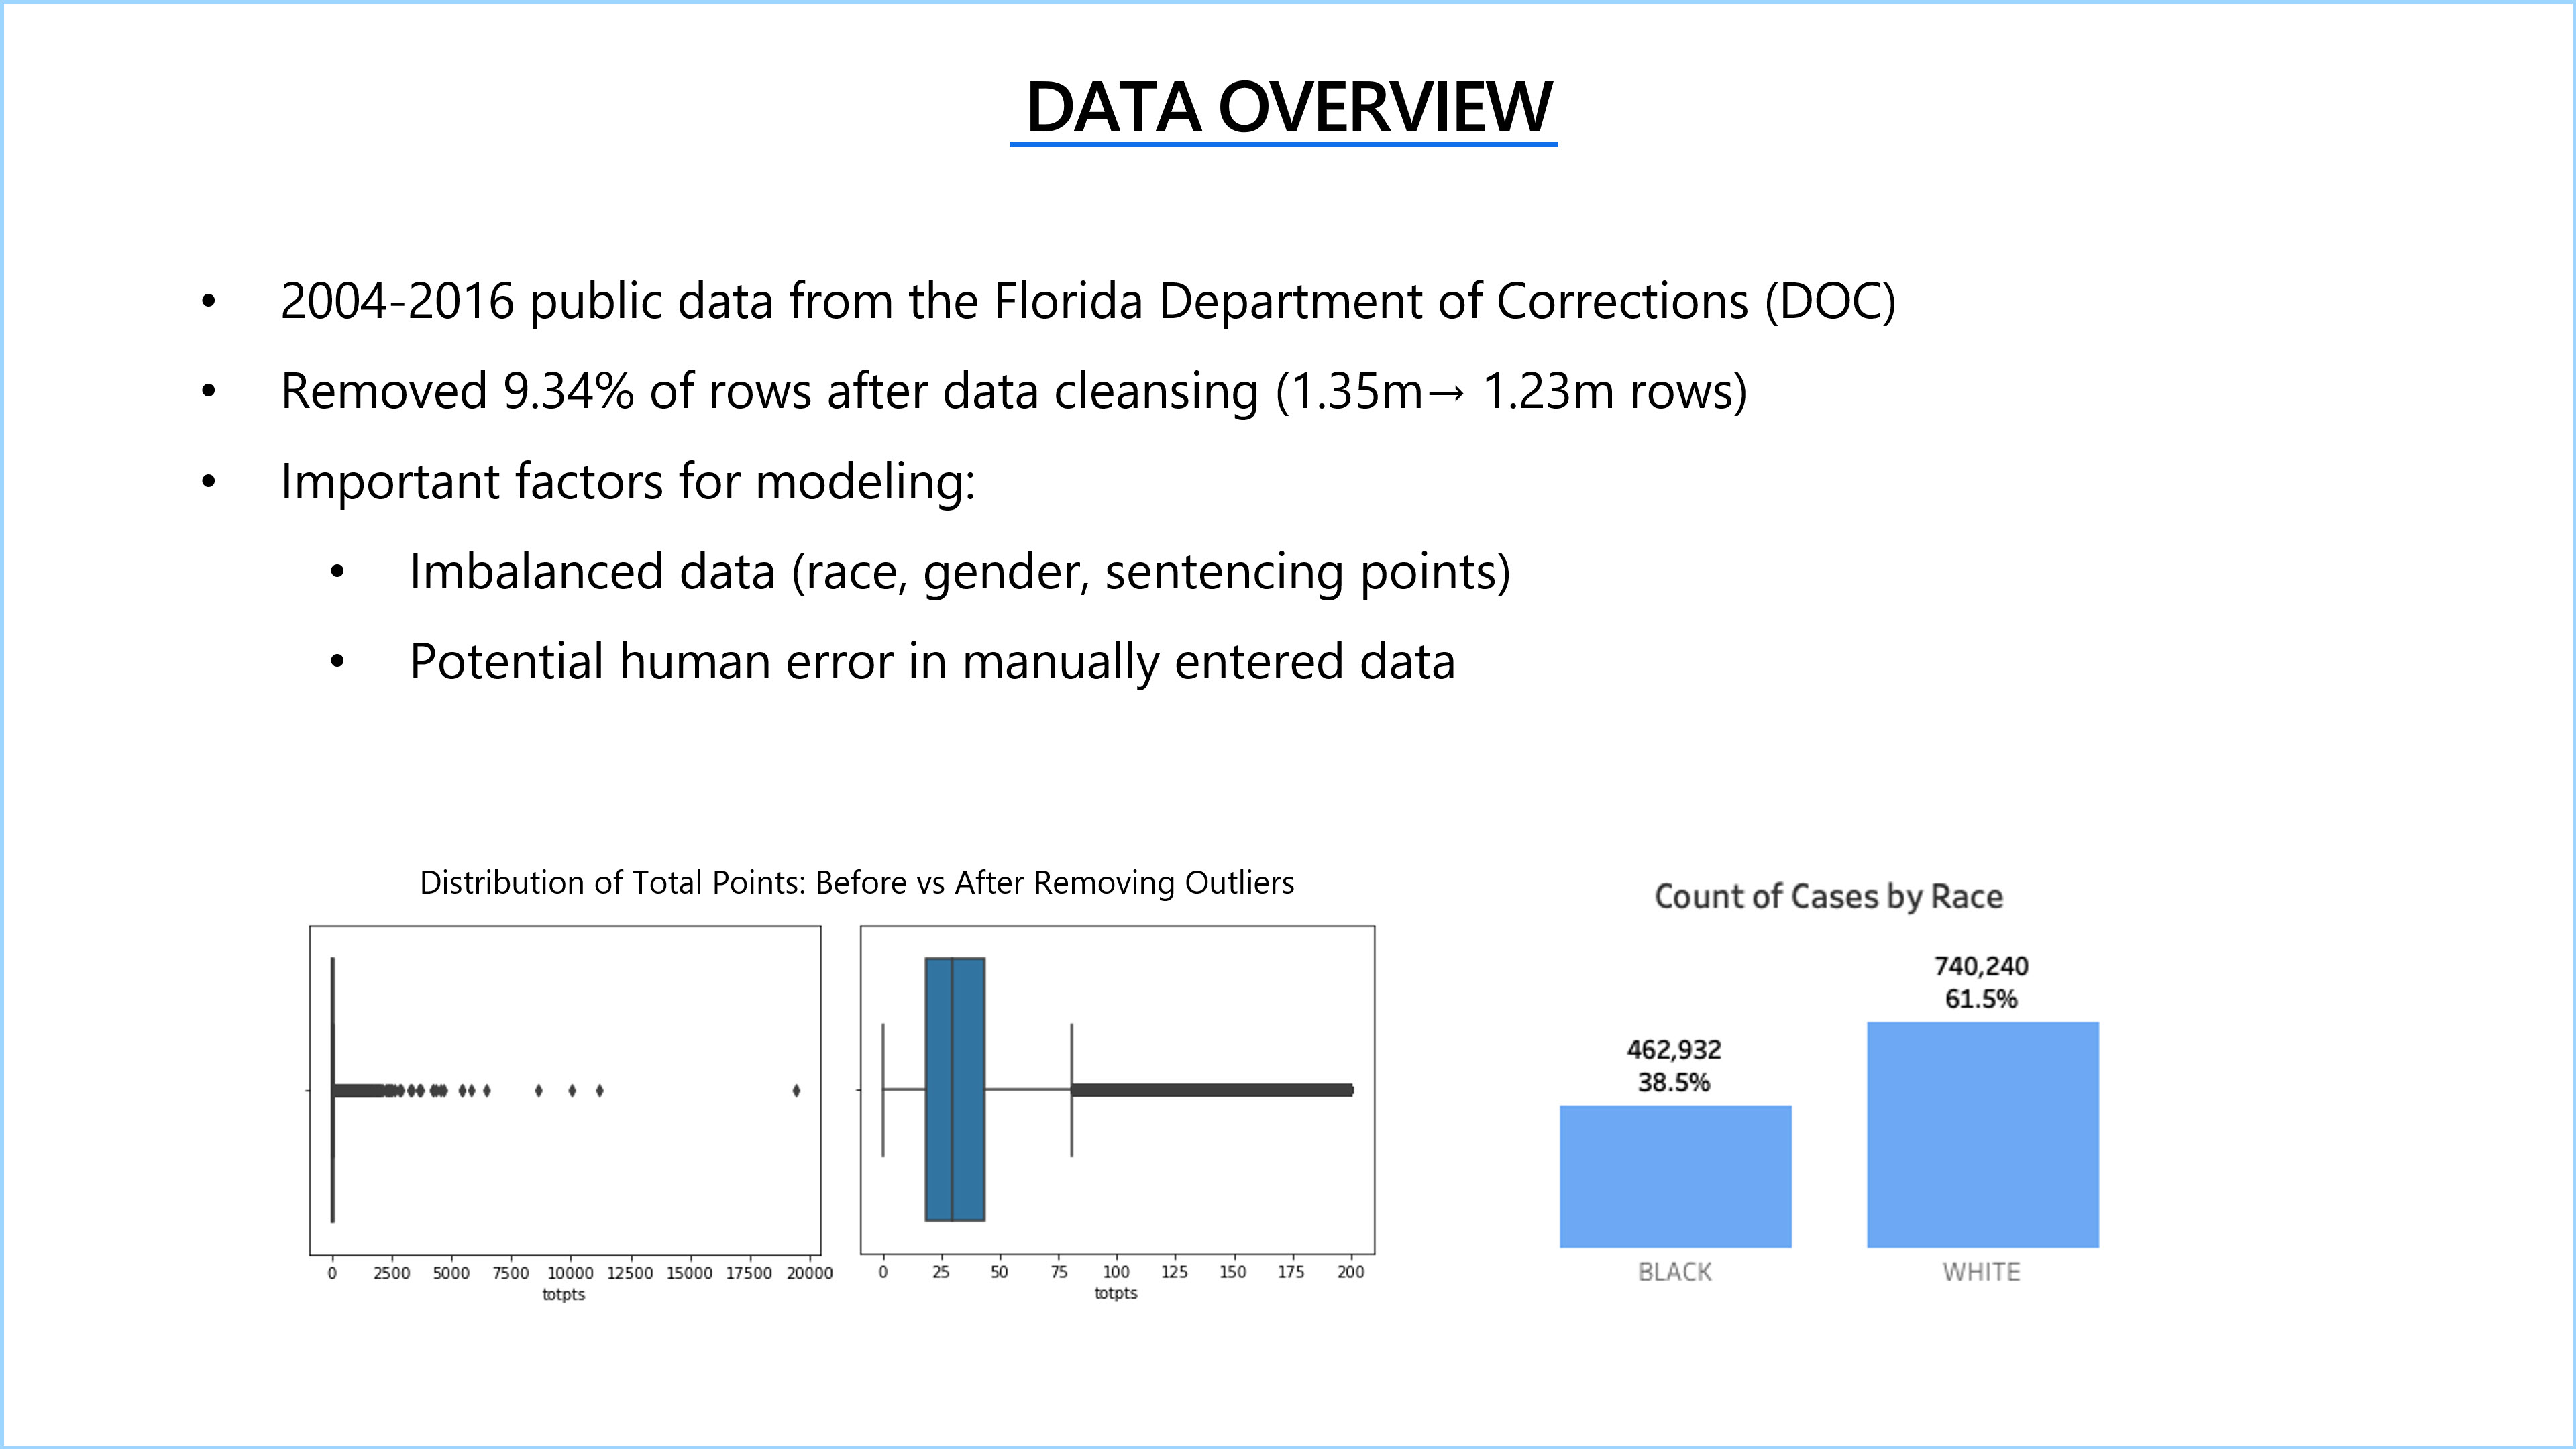 DATA OVERVIEW
• 2004-2016 public data from the Florida Department of Corrections (DOC)
• Removed 9.34% of rows after data cleansing (1.35m→ 1.23m rows)
• Important factors for modeling:
• Imbalanced data (race, gender, sentencing points)
• Potential human error in manually entered data
Distribution of Total Points: Before vs After Removing Outliers
0 2500 5000 7500 10000 12500 15000 17500 20000
totpts
0 25 50 75 100 125 150 175 200
totpts
Count of Cases by Race
740,240
61.5%
462,932
38.5%
BLACK WHITE